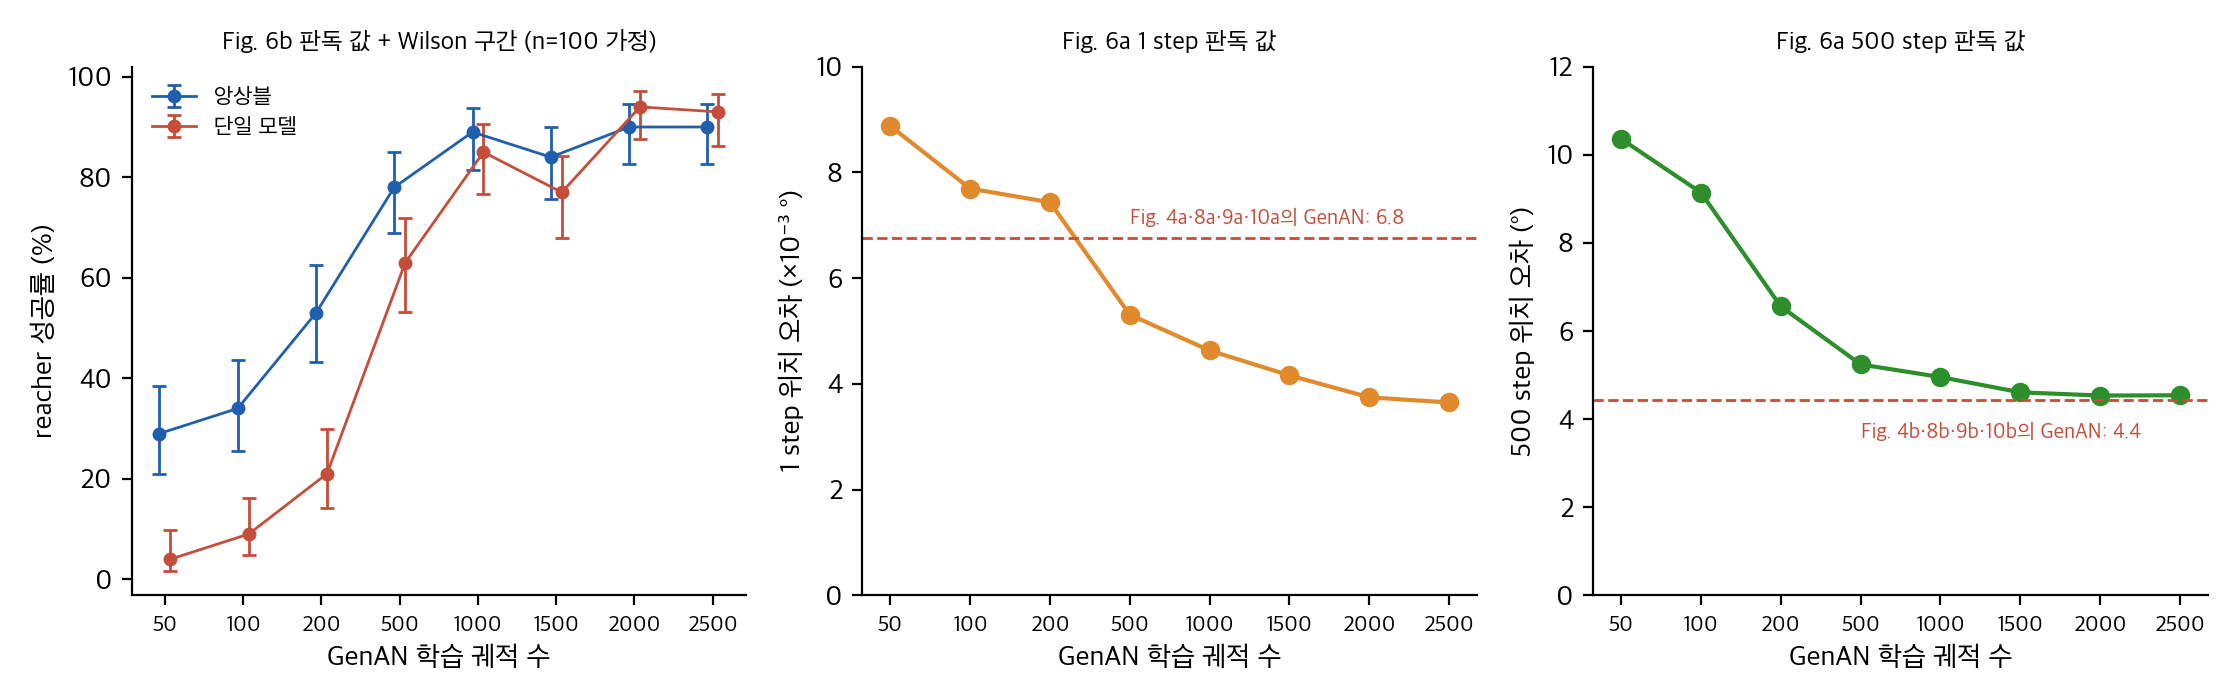 Fig. 6b 판독 값 + Wilson 구간 (n=100 가정)
reacher 성공률 (%)
100
80
60
40
20
0
앙상블
단일 모델
50 100 200 500 1000 1500 2000 2500
GenAN 학습 궤적 수
Fig. 6a 1 step 판독 값
1 step 위치 오차 (×10⁻³ °)
10
8
6
4
2
0
Fig. 4a·8a·9a·10a의 GenAN: 6.8
50 100 200 500 1000 1500 2000 2500
GenAN 학습 궤적 수
Fig. 6a 500 step 판독 값
500 step 위치 오차 (°)
12
10
8
6
4
2
0
Fig. 4b·8b·9b·10b의 GenAN: 4.4
50 100 200 500 1000 1500 2000 2500
GenAN 학습 궤적 수